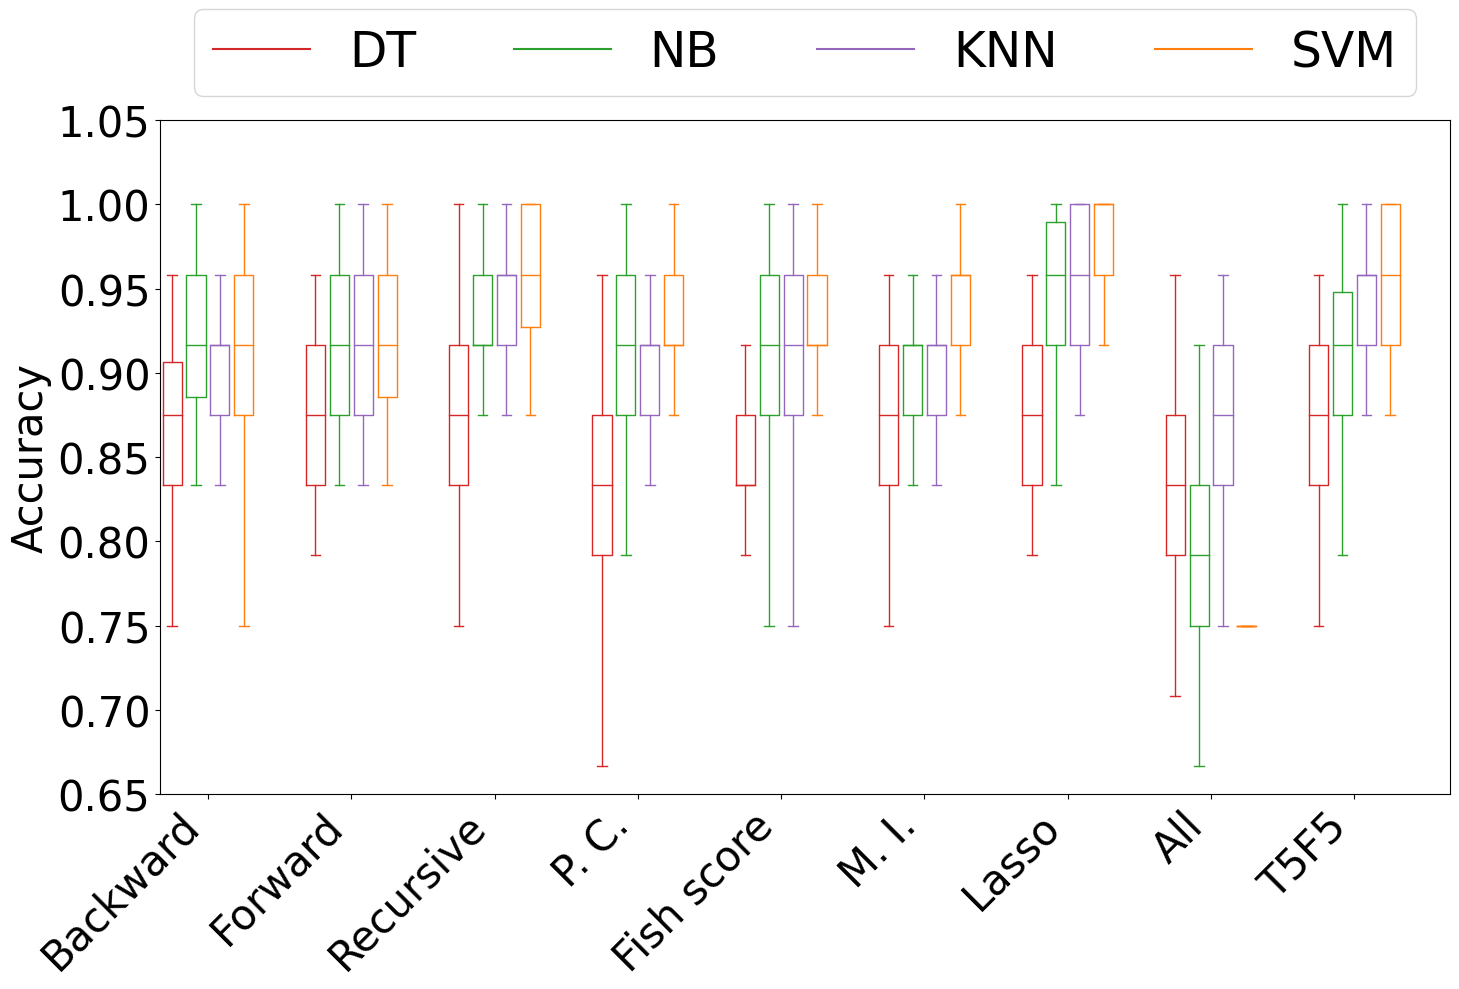 DT NB KNN SVM
1.05
1.00
0.95
0.90
0.85
0.80
0.75
0.70
0.65
Accuracy
Backward
Forward
Recursive
P. C.
Fish score
M. I.
Lasso
All
T5F5